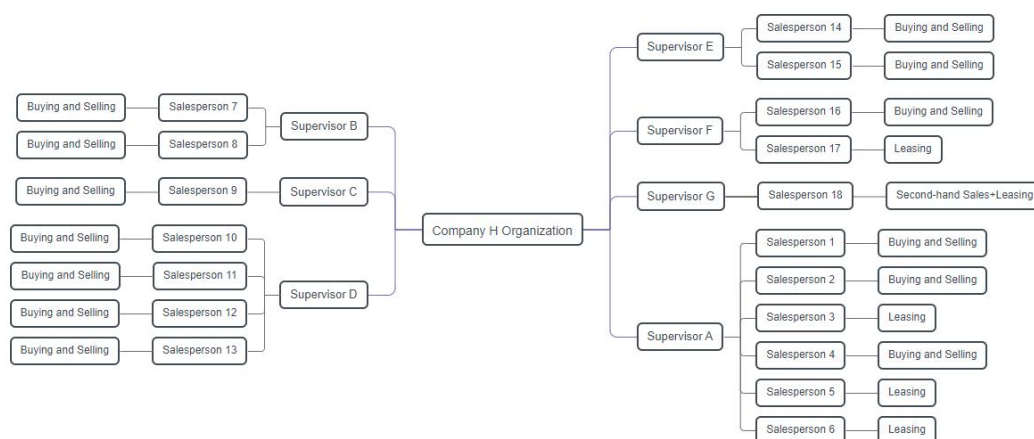 Supervisor E
Salesperson 14
Buying and Selling
Salesperson 15
Buying and Selling
Supervisor F
Salesperson 16
Buying and Selling
Salesperson 17
Leasing
Supervisor G
Salesperson 18
Second-hand Sales+Leasing
Supervisor A
Salesperson 1
Buying and Selling
Salesperson 2
Buying and Selling
Salesperson 3
Leasing
Salesperson 4
Buying and Selling
Salesperson 5
Leasing
Salesperson 6
Leasing
Company H Organization
Buying and Selling
Salesperson 7
Buying and Selling
Salesperson 8
Supervisor B
Buying and Selling
Salesperson 9
Supervisor C
Buying and Selling
Salesperson 10
Buying and Selling
Salesperson 11
Buying and Selling
Salesperson 12
Buying and Selling
Salesperson 13
Supervisor D